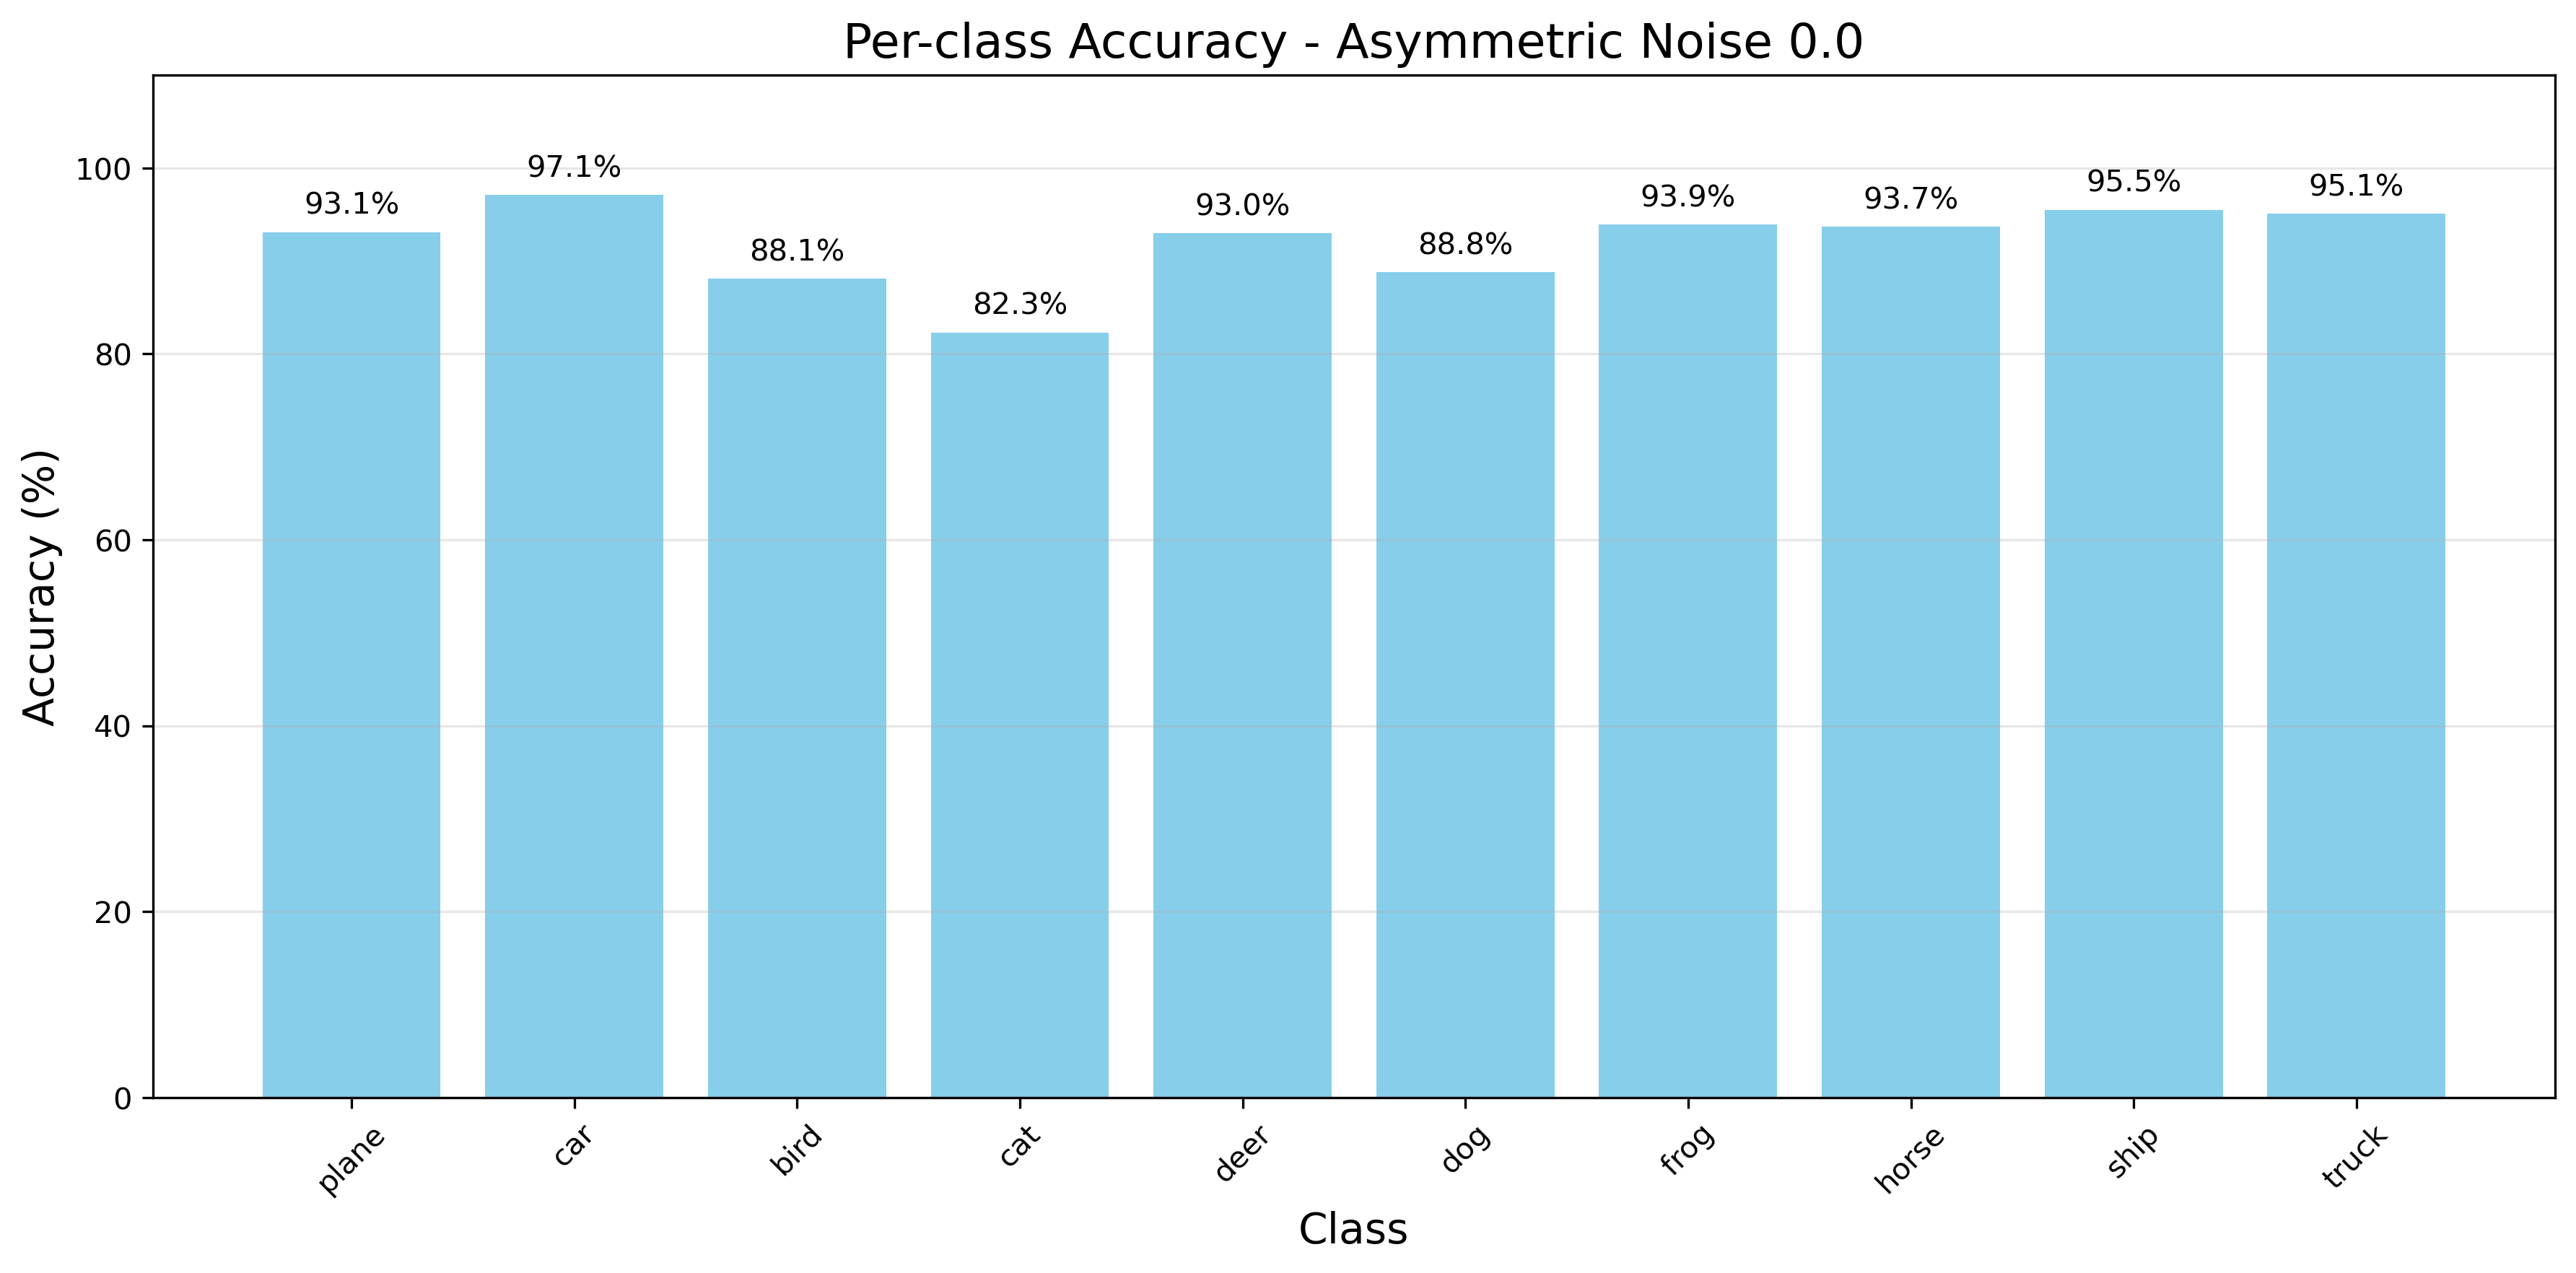 Per-class Accuracy - Asymmetric Noise 0.0
Accuracy (%)
100
80
60
40
20
0
93.1%
97.1%
88.1%
82.3%
93.0%
88.8%
93.9%
93.7%
95.5%
95.1%
plane
car
bird
cat
deer
dog
frog
horse
ship
truck
Class